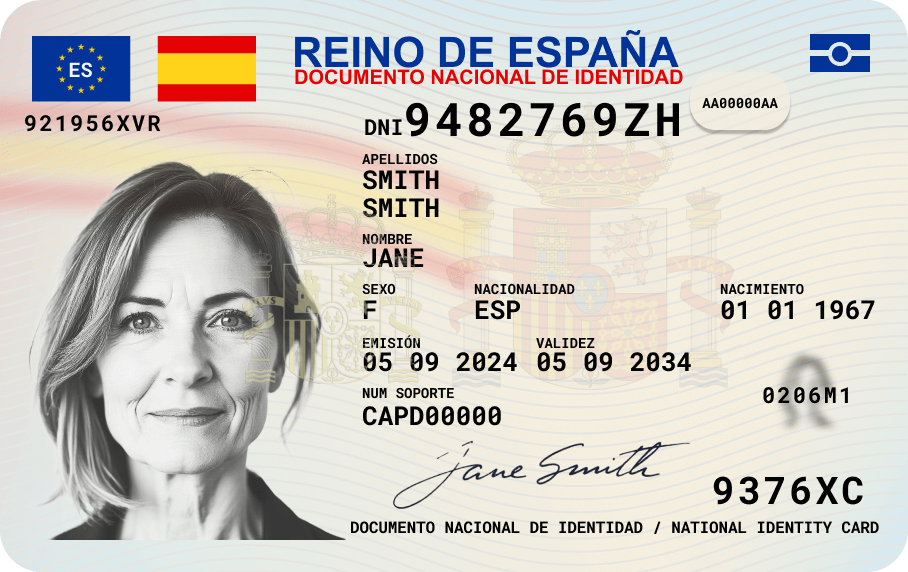 ES
REINO DE ESPAÑA
DOCUMENTO NACIONAL DE IDENTIDAD
921956XVR
DNI 9482769ZH
AA00000AA
APELLIDOS
SMITH
SMITH
NOMBRE
JANE
SEXO NACIONALIDAD NACIMIENTO
F ESP 01 01 1967
EMISIÓN VALIDEZ
05 09 2024 05 09 2034
NUM SOPORTE
CAPD00000
0206M1
Jane Smith
9376XC
DOCUMENTO NACIONAL DE IDENTIDAD / NATIONAL IDENTITY CARD